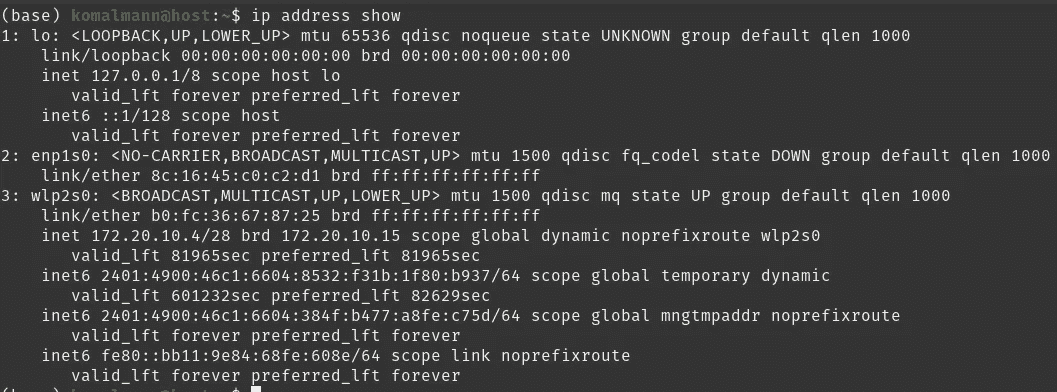 (base) komalmann@host:~$ ip address show
1: lo: <LOOPBACK,UP,LOWER_UP> mtu 65536 qdisc noqueue state UNKNOWN group default qlen 1000
link/loopback 00:00:00:00:00:00 brd 00:00:00:00:00:00
inet 127.0.0.1/8 scope host lo
valid_lft forever preferred_lft forever
inet6 ::1/128 scope host
valid_lft forever preferred_lft forever
2: enp1s0: <NO-CARRIER,BROADCAST,MULTICAST,UP> mtu 1500 qdisc fq_codel state DOWN group default qlen 1000
link/ether 8c:16:45:c0:c2:d1 brd ff:ff:ff:ff:ff:ff
3: wlp2s0: <BROADCAST,MULTICAST,UP,LOWER_UP> mtu 1500 qdisc mq state UP group default qlen 1000
link/ether b0:fc:36:67:87:25 brd ff:ff:ff:ff:ff:ff
inet 172.20.10.4/28 brd 172.20.10.15 scope global dynamic noprefixroute wlp2s0
valid_lft 81965sec preferred_lft 81965sec
inet6 2401:4900:46c1:6604:8532:f31b:1f80:b937/64 scope global temporary dynamic
valid_lft 601232sec preferred_lft 82629sec
inet6 2401:4900:46c1:6604:384f:b477:a8fe:c75d/64 scope global mngtmpaddr noprefixroute
valid_lft forever preferred_lft forever
inet6 fe80::bb11:9e84:68fe:608e/64 scope link noprefixroute
valid_lft forever preferred_lft forever